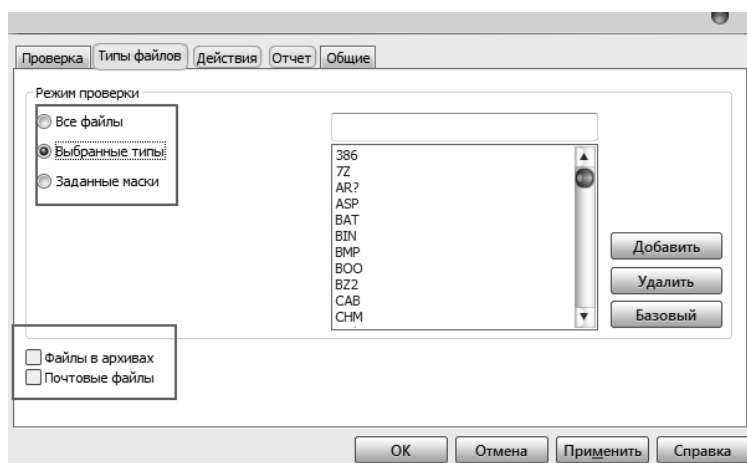 Проверка Типы файлов Действия Отчет Общие
Режим проверки
Все файлы
Выбранные типы
Заданные маски
386
7Z
AR?
ASP
BAT
BIN
BMP
BOO
BZ2
CAB
CHM
Добавить
Удалить
Базовый
Файлы в архивах
Почтовые файлы
OK Отмена Применить Справка